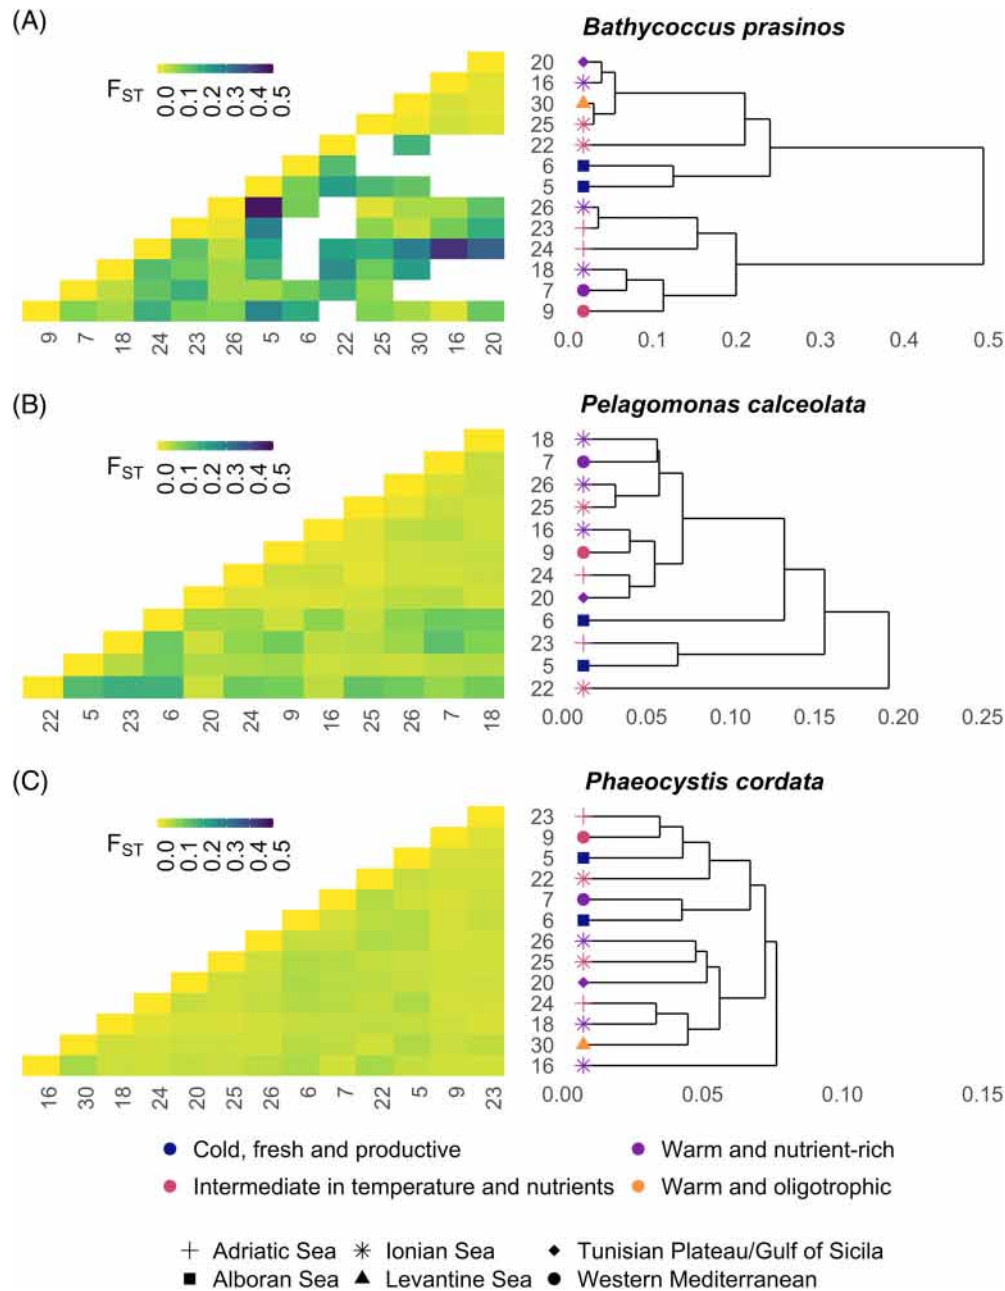 (A)
Bathycoccus prasinos
F_ST
0.0 0.1 0.2 0.3 0.4 0.5
20
16
30
25
22
6
5
26
23
24
18
7
9
9 7 18 24 23 26 5 6 22 25 30 16 20
0.0 0.1 0.2 0.3 0.4 0.5
(B)
Pelagomonas calceolata
F_ST
0.0 0.1 0.2 0.3 0.4 0.5
18
7
26
25
16
9
24
20
6
23
5
22
22 5 23 6 20 24 9 16 25 26 7 18
0.00 0.05 0.10 0.15 0.20 0.25
(C)
Phaeocystis cordata
F_ST
0.0 0.1 0.2 0.3 0.4 0.5
23
9
5
22
7
6
26
25
20
24
18
30
16
16 30 18 24 20 25 26 6 7 22 5 9 23
0.00 0.05 0.10 0.15
Cold, fresh and productive Warm and nutrient-rich
Intermediate in temperature and nutrients Warm and oligotrophic
Adriatic Sea Ionian Sea Tunisian Plateau/Gulf of Sicila
Alboran Sea Levantine Sea Western Mediterranean